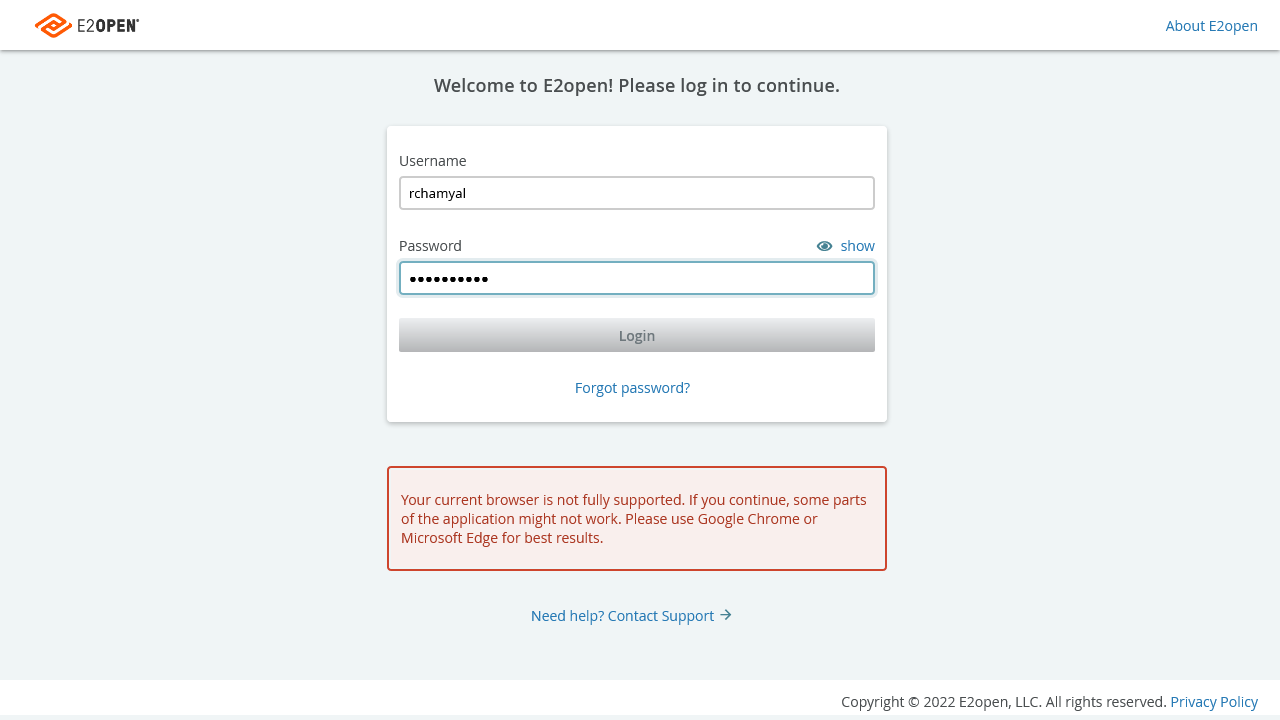 E2OPEN
About E2open
Welcome to E2open! Please log in to continue.
Username
rchamyal
Password
show
••••••••••
Login
Forgot password?
Your current browser is not fully supported. If you continue, some parts
of the application might not work. Please use Google Chrome or
Microsoft Edge for best results.
Need help? Contact Support →
Copyright © 2022 E2open, LLC. All rights reserved. Privacy Policy